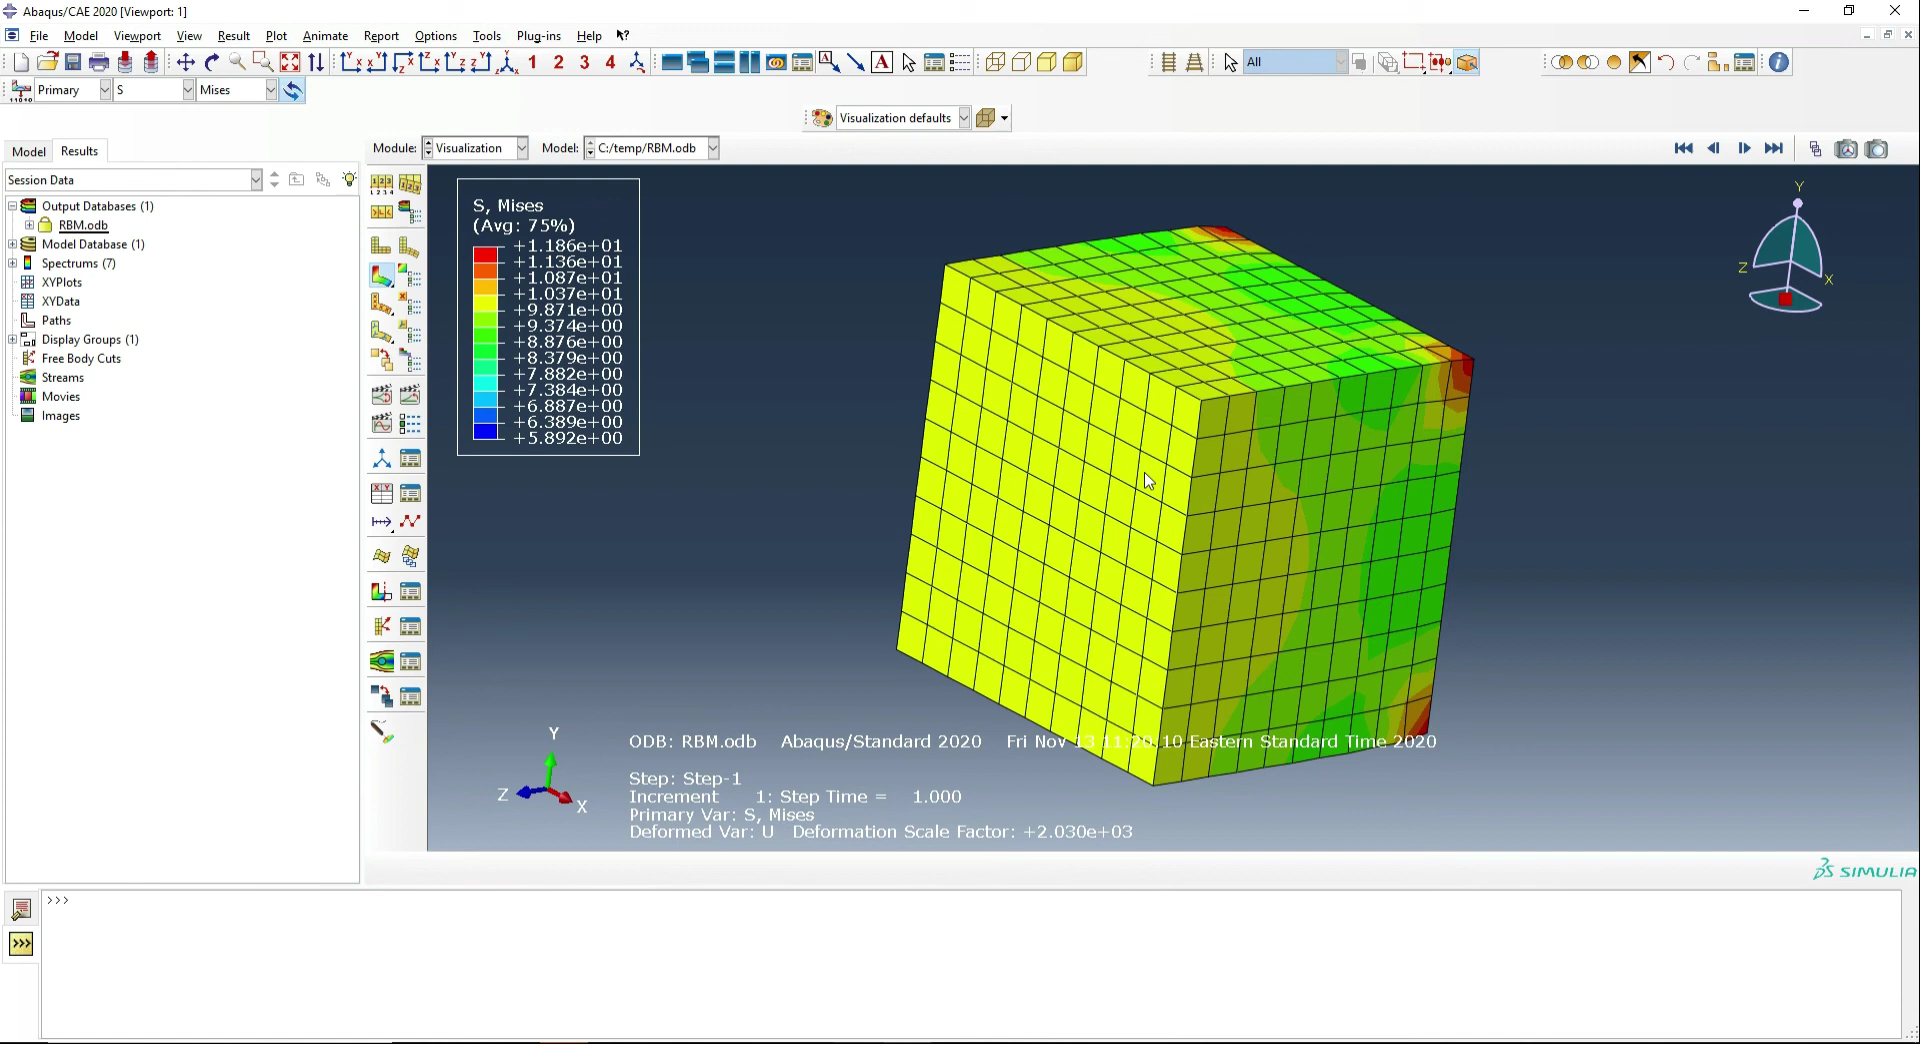 Abaqus/CAE 2020 [Viewport: 1]
File Model Viewport View Result Plot Animate Report Options Tools Plug-ins Help
1 2 3 4 A All
Primary S Mises
Visualization defaults
Model Results
Module: Visualization Model: C:/temp/RBM.odb
Session Data
Output Databases (1)
RBM.odb
Model Database (1)
Spectrums (7)
XYPlots
XYData
Paths
Display Groups (1)
Free Body Cuts
Streams
Movies
Images
S, Mises
(Avg: 75%)
+1.186e+01
+1.136e+01
+1.087e+01
+1.037e+01
+9.871e+00
+9.374e+00
+8.876e+00
+8.379e+00
+7.882e+00
+7.384e+00
+6.887e+00
+6.389e+00
+5.892e+00
Y
Z
X
Y
Z
X
ODB: RBM.odb Abaqus/Standard 2020 Fri Nov 13 11:20:10 Eastern Standard Time 2020
Step: Step-1
Increment 1: Step Time = 1.000
Primary Var: S, Mises
Deformed Var: U Deformation Scale Factor: +2.030e+03
SIMULIA
>>>
>>>